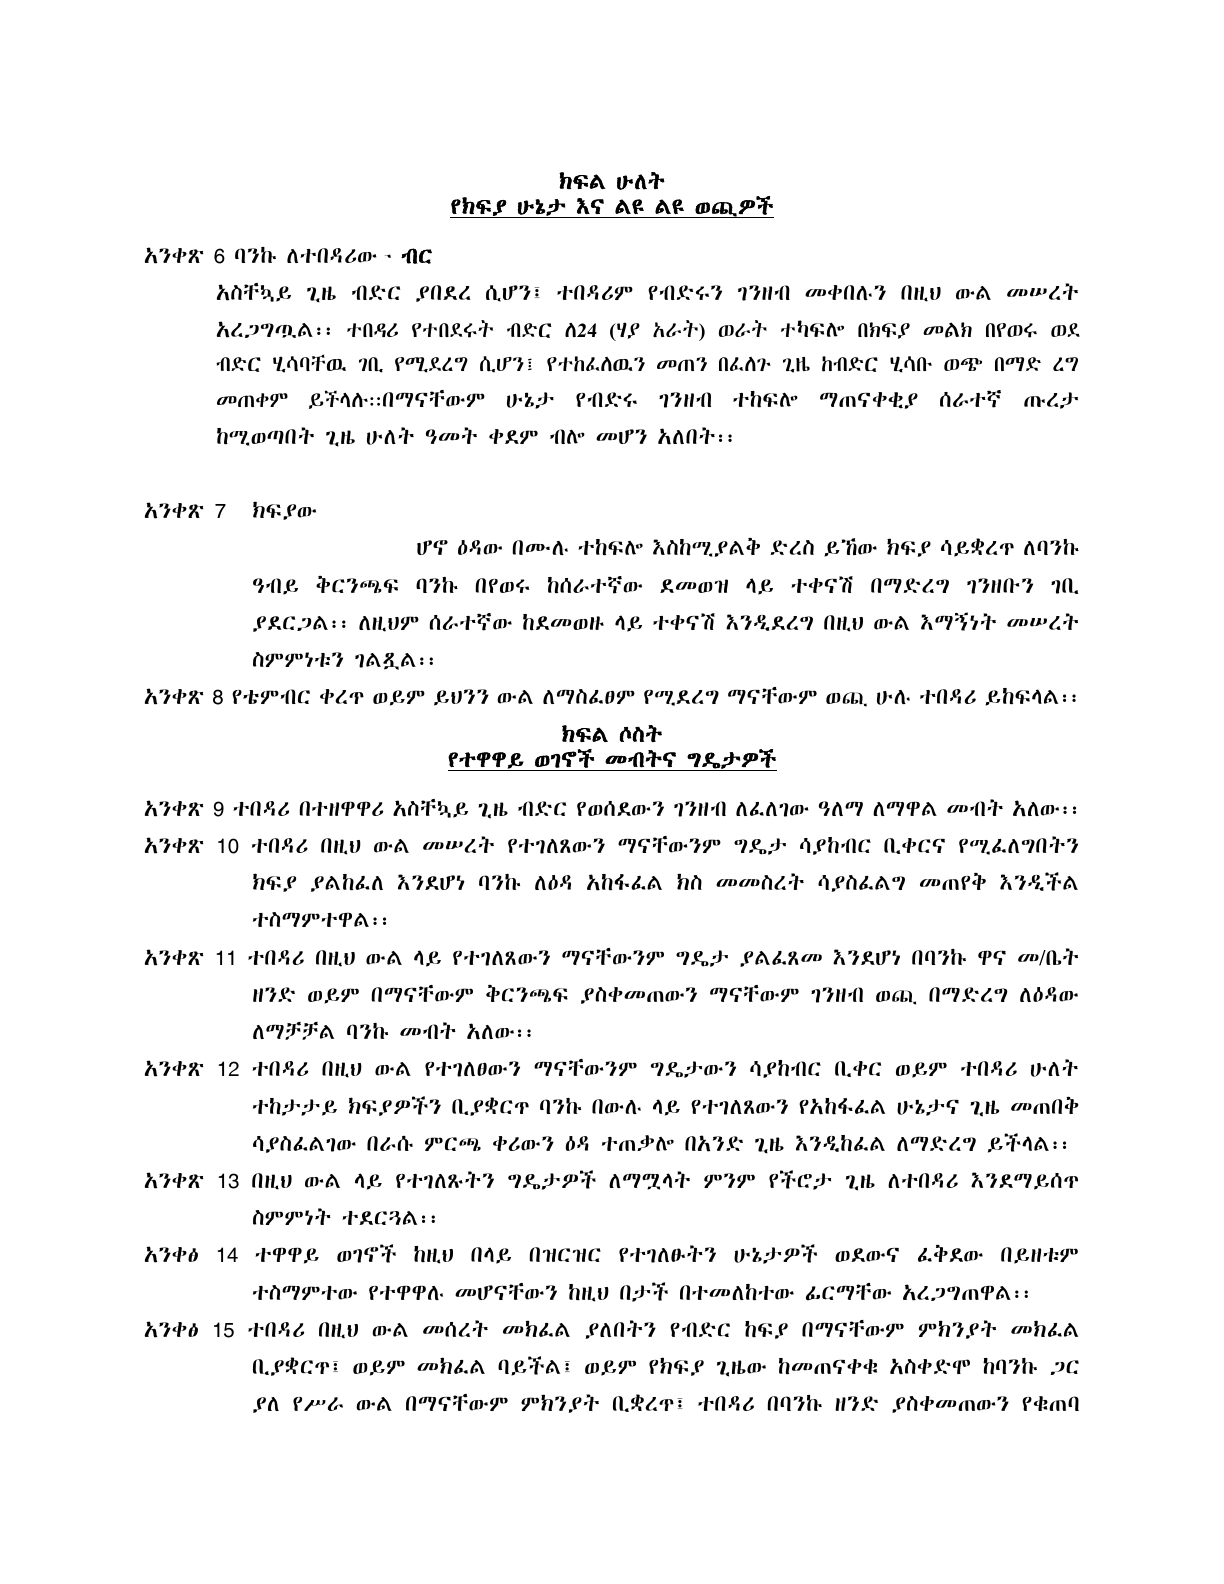 ክፍል ሁለት
የክፍያ ሁኔታ እና ልዩ ልዩ ወጪዎች
አንቀጽ 6 ባንኩ ለተበዳሪው - ብር
አስቸኳይ ጊዜ ብድር ያበደረ ሲሆን፤ ተበዳሪም የብድሩን ገንዘብ መቀበሉን በዚህ ውል መሠረት
አረጋግጧል፡፡ ተበዳሪ የተበደሩት ብድር ለ24 (ሃያ አራት) ወራት ተካፍሎ በክፍያ መልክ በየወሩ ወደ
ብድር ሂሳባቸዉ ገቢ የሚደረግ ሲሆን፤ የተከፈለዉን መጠን በፈለጉ ጊዜ ከብድር ሂሳቡ ወጭ በማድ ረግ
መጠቀም ይችላሉ፡፡በማናቸውም ሁኔታ የብድሩ ገንዘብ ተከፍሎ ማጠናቀቂያ ሰራተኛ ጡረታ
ከሚወጣበት ጊዜ ሁለት ዓመት ቀደም ብሎ መሆን አለበት፡፡
አንቀጽ 7 ክፍያው
ሆኖ ዕዳው በሙሉ ተከፍሎ እስከሚያልቅ ድረስ ይኸው ክፍያ ሳይቋረጥ ለባንኩ
ዓብይ ቅርንጫፍ ባንኩ በየወሩ ከሰራተኛው ደመወዝ ላይ ተቀናሽ በማድረግ ገንዘቡን ገቢ
ያደርጋል፡፡ ለዚህም ሰራተኛው ከደመወዙ ላይ ተቀናሽ እንዲደረግ በዚህ ውል እማኝነት መሠረት
ስምምነቱን ገልጿል፡፡
አንቀጽ 8 የቴምብር ቀረጥ ወይም ይህንን ውል ለማስፈፀም የሚደረግ ማናቸውም ወጪ ሁሉ ተበዳሪ ይከፍላል፡፡
ክፍል ሶስት
የተዋዋይ ወገኖች መብትና ግዴታዎች
አንቀጽ 9 ተበዳሪ በተዘዋዋሪ አስቸኳይ ጊዜ ብድር የወሰደውን ገንዘብ ለፈለገው ዓለማ ለማዋል መብት አለው፡፡
አንቀጽ 10 ተበዳሪ በዚህ ውል መሠረት የተገለጸውን ማናቸውንም ግዴታ ሳያከብር ቢቀርና የሚፈለግበትን
ክፍያ ያልከፈለ እንደሆነ ባንኩ ለዕዳ አከፋፈል ክስ መመስረት ሳያስፈልግ መጠየቅ እንዲችል
ተስማምተዋል፡፡
አንቀጽ 11 ተበዳሪ በዚህ ውል ላይ የተገለጸውን ማናቸውንም ግዴታ ያልፈጸመ እንደሆነ በባንኩ ዋና መ/ቤት
ዘንድ ወይም በማናቸውም ቅርንጫፍ ያስቀመጠውን ማናቸውም ገንዘብ ወጪ በማድረግ ለዕዳው
ለማቻቻል ባንኩ መብት አለው፡፡
አንቀጽ 12 ተበዳሪ በዚህ ውል የተገለፀውን ማናቸውንም ግዴታውን ሳያከብር ቢቀር ወይም ተበዳሪ ሁለት
ተከታታይ ክፍያዎችን ቢያቋርጥ ባንኩ በውሉ ላይ የተገለጸውን የአከፋፈል ሁኔታና ጊዜ መጠበቅ
ሳያስፈልገው በራሱ ምርጫ ቀሪውን ዕዳ ተጠቃሎ በአንድ ጊዜ እንዲከፈል ለማድረግ ይችላል፡፡
አንቀጽ 13 በዚህ ውል ላይ የተገለጹትን ግዴታዎች ለማሟላት ምንም የችሮታ ጊዜ ለተበዳሪ እንደማይሰጥ
ስምምነት ተደርጓል፡፡
አንቀፅ 14 ተዋዋይ ወገኖች ከዚህ በላይ በዝርዝር የተገለፁትን ሁኔታዎች ወደውና ፈቅደው በይዘቱም
ተስማምተው የተዋዋሉ መሆናቸውን ከዚህ በታች በተመለከተው ፊርማቸው አረጋግጠዋል፡፡
አንቀፅ 15 ተበዳሪ በዚህ ውል መሰረት መክፈል ያለበትን የብድር ከፍያ በማናቸውም ምክንያት መክፈል
ቢያቋርጥ፤ ወይም መክፈል ባይችል፤ ወይም የክፍያ ጊዜው ከመጠናቀቁ አስቀድሞ ከባንኩ ጋር
ያለ የሥራ ውል በማናቸውም ምክንያት ቢቋረጥ፤ ተበዳሪ በባንኩ ዘንድ ያስቀመጠውን የቁጠባ